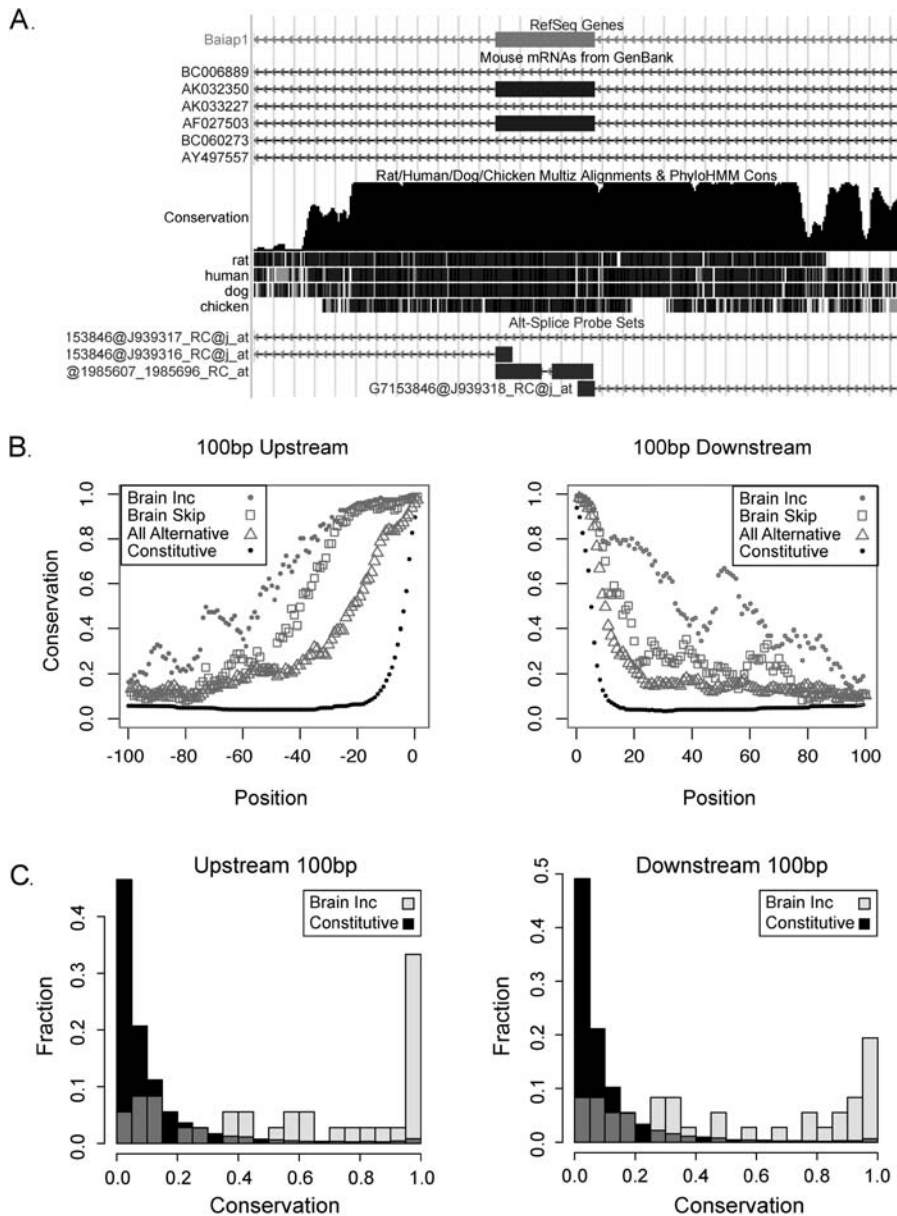 A.
RefSeq Genes
Baiap1
Mouse mRNAs from GenBank
BC006889
AK032350
AK033227
AF027503
BC060273
AY497557
Rat/Human/Dog/Chicken Multiz Alignments & PhyloHMM Cons
Conservation
rat
human
dog
chicken
Alt-Splice Probe Sets
153846@J939317_RC@j_at
153846@J939316_RC@j_at
@1985607_1985696_RC_at
G7153846@J939318_RC@j_at
B.
100bp Upstream
Conservation
0.0 0.2 0.4 0.6 0.8 1.0
Brain Inc
Brain Skip
All Alternative
Constitutive
-100 -80 -60 -40 -20 0
Position
100bp Downstream
0.0 0.2 0.4 0.6 0.8 1.0
Brain Inc
Brain Skip
All Alternative
Constitutive
0 20 40 60 80 100
Position
C.
Upstream 100bp
Fraction
0.0 0.1 0.2 0.3 0.4
Brain Inc
Constitutive
0.0 0.2 0.4 0.6 0.8 1.0
Conservation
Downstream 100bp
Fraction
0.0 0.1 0.2 0.3 0.4 0.5
Brain Inc
Constitutive
0.0 0.2 0.4 0.6 0.8 1.0
Conservation